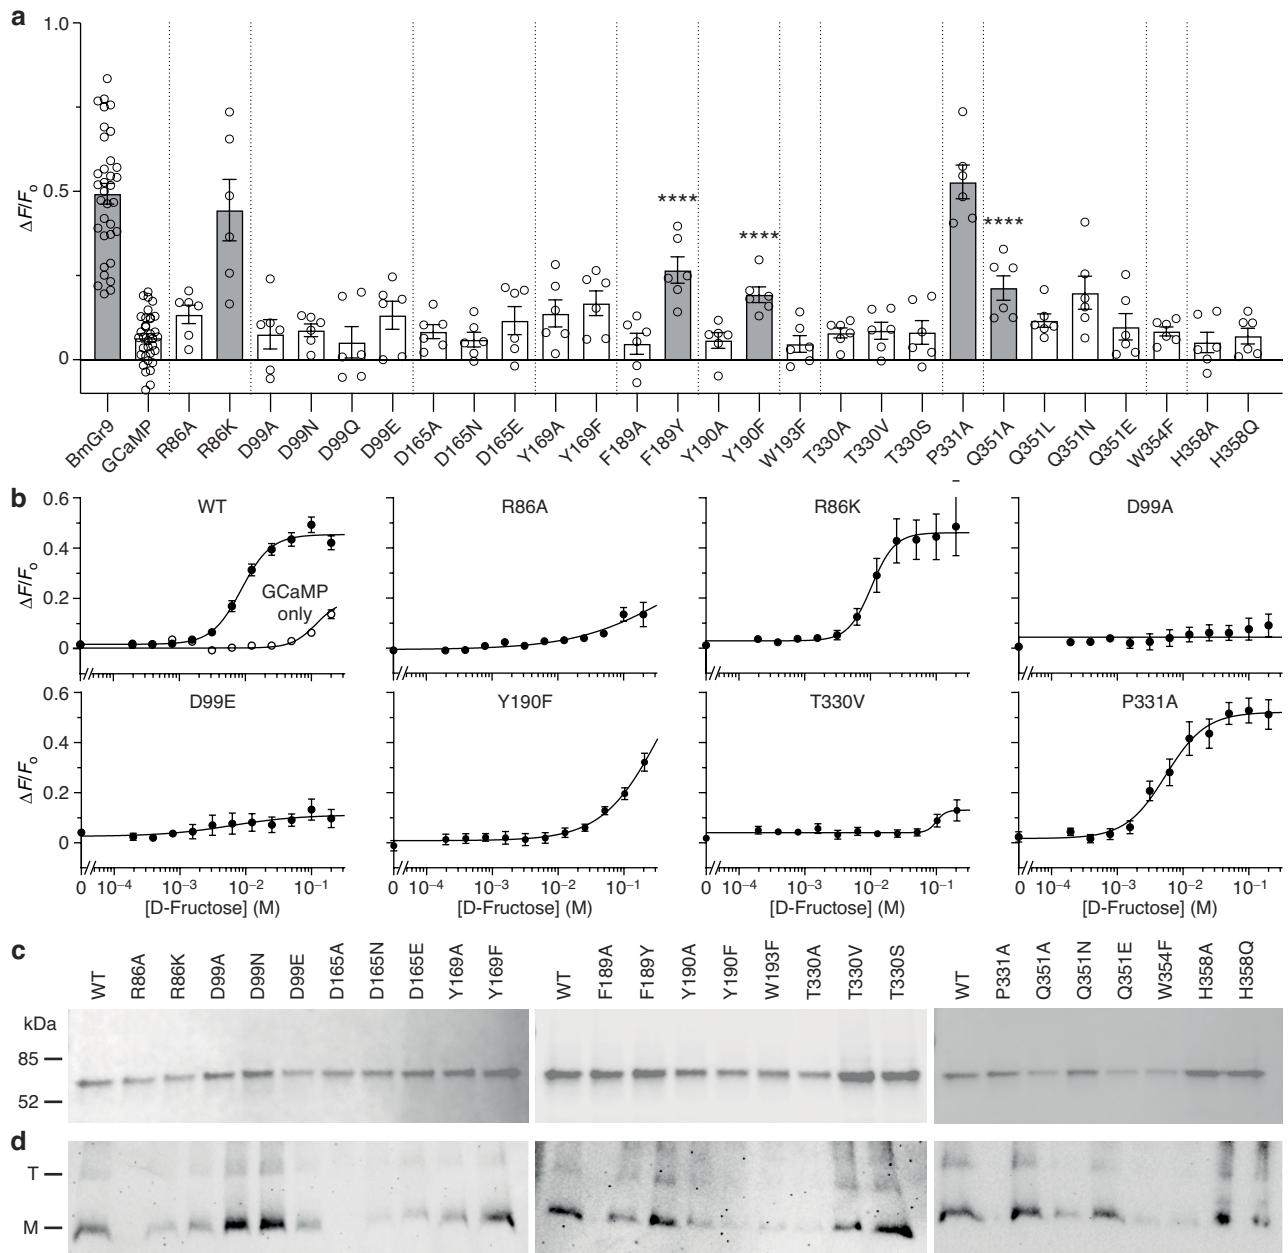 a
1.0
0.5
0
ΔF/Fo
****
****
****
BmGr9 GCaMP R86A R86K D99A D99N D99Q D99E D165A D165N D165E Y169A Y169F F189A F189Y Y190A Y190F W193F T330A T330V T330S P331A Q351A Q351L Q351N Q351E W354F H358A H358Q
b
WT R86A R86K D99A
0.6
0.4
0.2
0
ΔF/Fo
GCaMP
only
D99E Y190F T330V P331A
0.6
0.4
0.2
0
ΔF/Fo
0 10−4 10−3 10−2 10−1 0 10−4 10−3 10−2 10−1 0 10−4 10−3 10−2 10−1 0 10−4 10−3 10−2 10−1
[D-Fructose] (M) [D-Fructose] (M) [D-Fructose] (M) [D-Fructose] (M)
c
WT R86A R86K D99A D99N D99E D165A D165N D165E Y169A Y169F WT F189A F189Y Y190A Y190F W193F T330A T330V T330S WT P331A Q351A Q351N Q351E W354F H358A H358Q
kDa
85
52
d
T
M